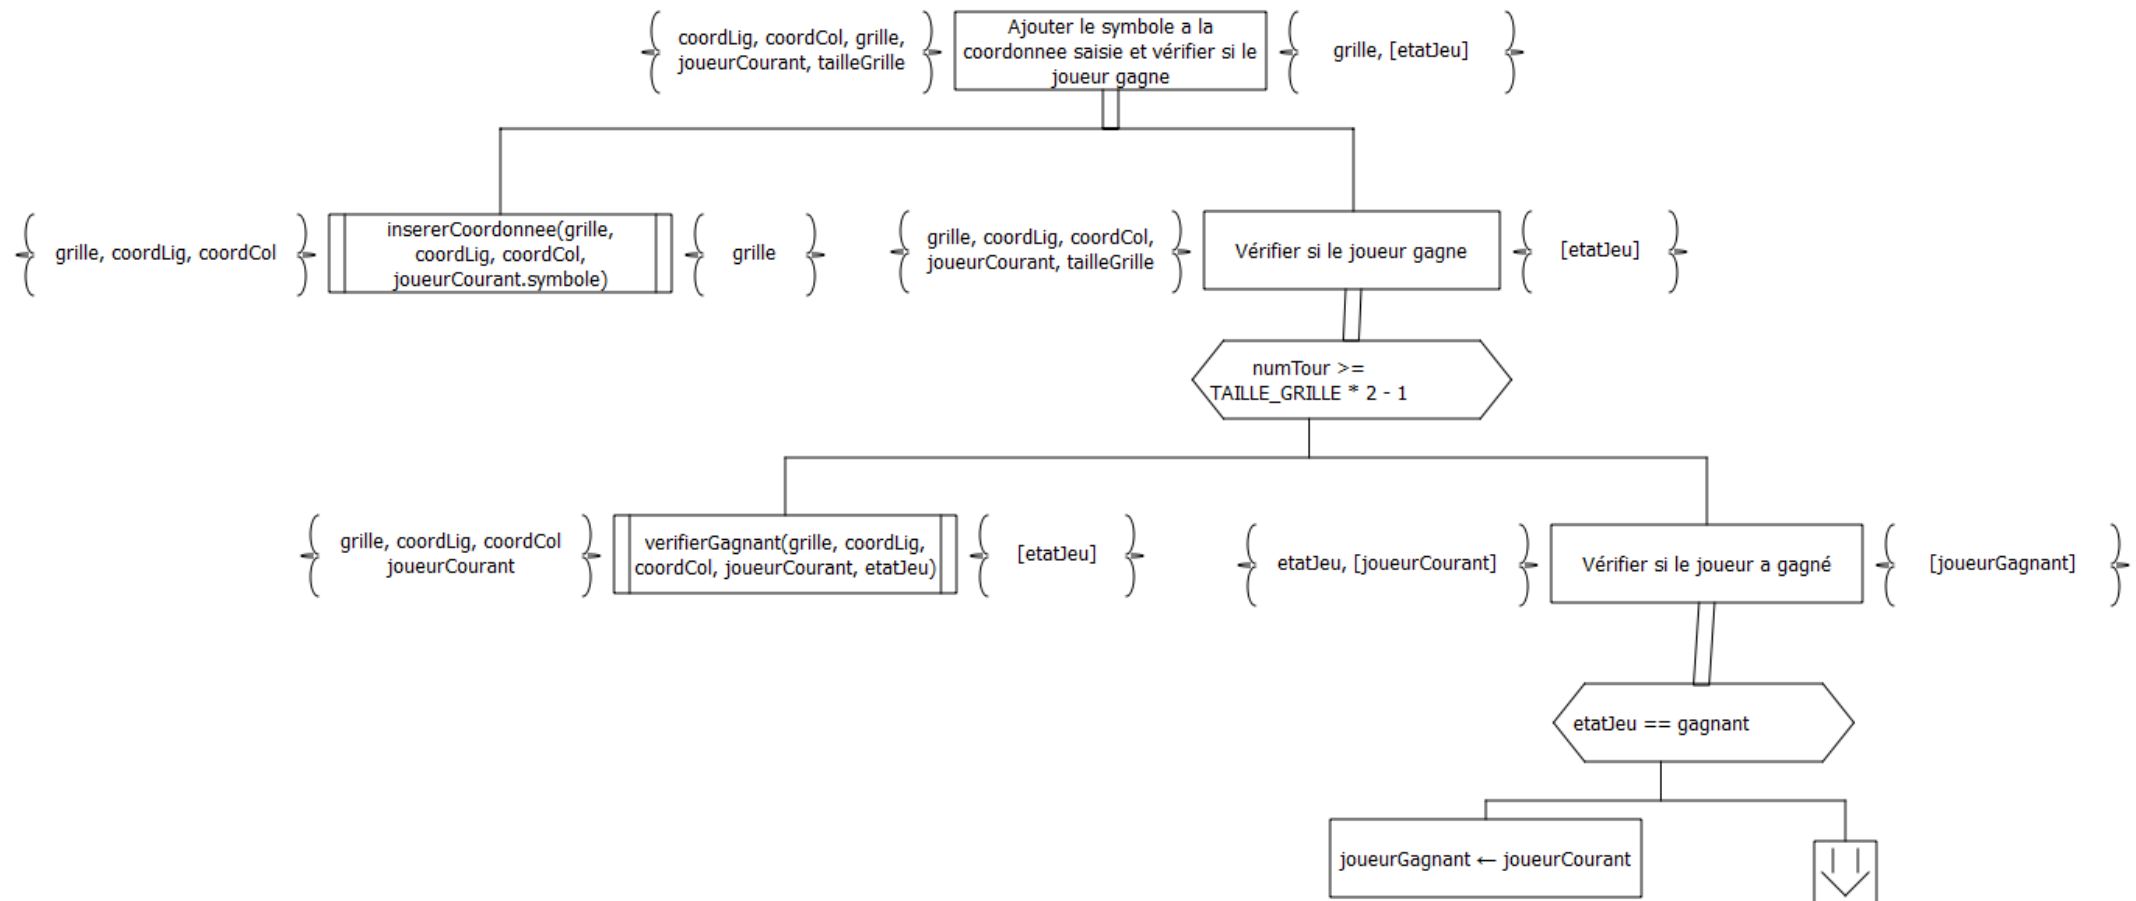 coordLig, coordCol, grille,
joueurCourant, tailleGrille
Ajouter le symbole a la
coordonnee saisie et vérifier si le
joueur gagne
grille, [etatJeu]
grille, coordLig, coordCol
insererCoordonnee(grille,
coordLig, coordCol,
joueurCourant.symbole)
grille
grille, coordLig, coordCol,
joueurCourant, tailleGrille
Vérifier si le joueur gagne
[etatJeu]
numTour >=
TAILLE_GRILLE * 2 - 1
grille, coordLig, coordCol
joueurCourant
verifierGagnant(grille, coordLig,
coordCol, joueurCourant, etatJeu)
[etatJeu]
etatJeu, [joueurCourant]
Vérifier si le joueur a gagné
[joueurGagnant]
etatJeu == gagnant
joueurGagnant ← joueurCourant